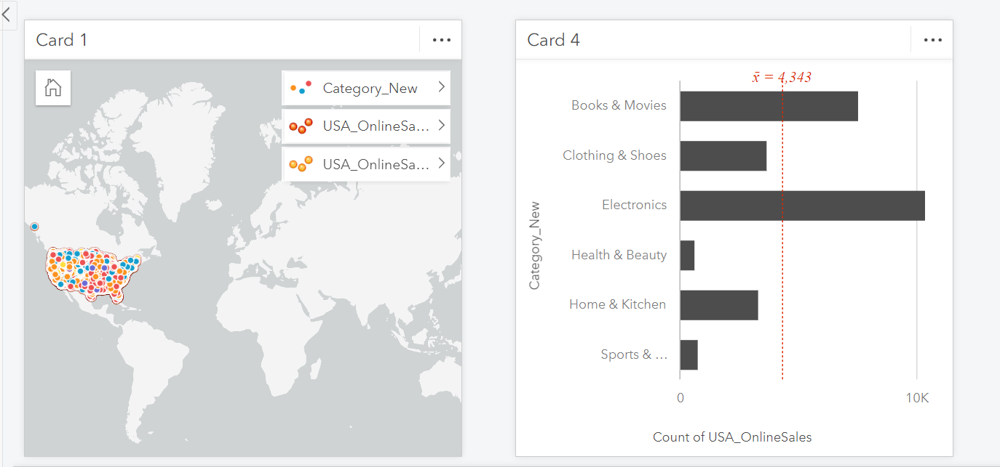 Card 1
Category_New
USA_OnlineSa...
USA_OnlineSa...
Card 4
x̄ = 4,343
Books & Movies
Clothing & Shoes
Electronics
Health & Beauty
Home & Kitchen
Sports & ...
Category_New
0
10K
Count of USA_OnlineSales